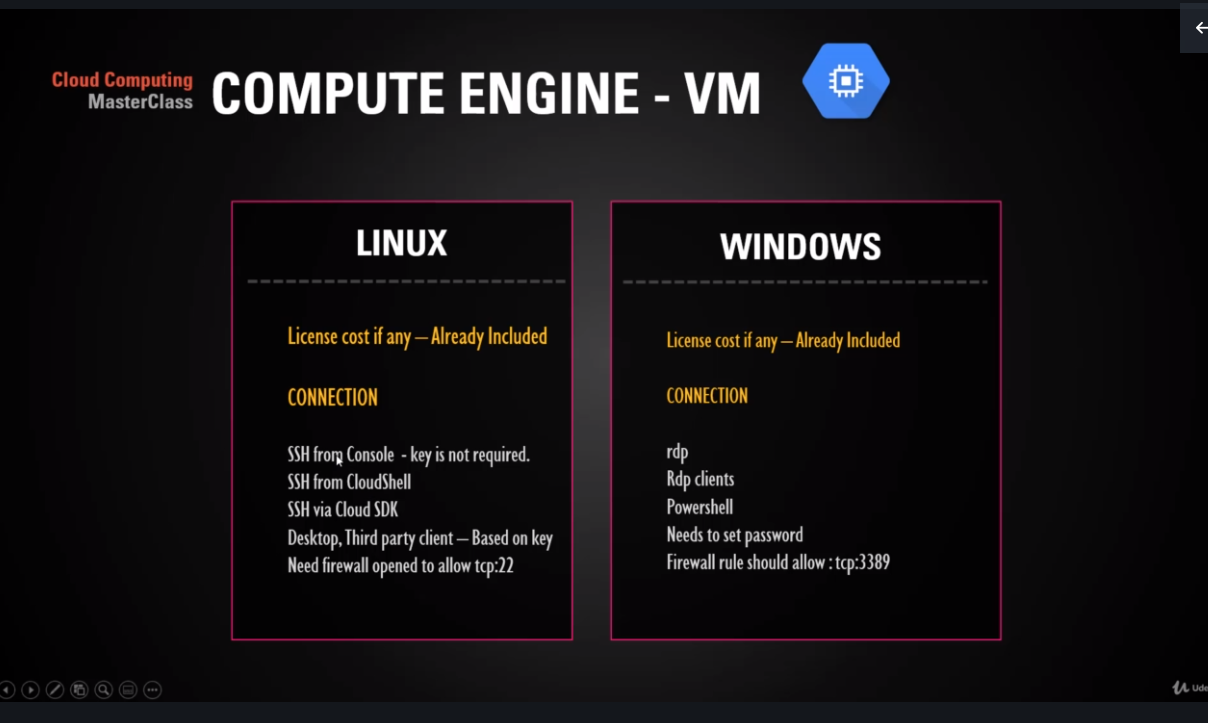 Cloud Computing
MasterClass
COMPUTE ENGINE - VM
LINUX
License cost if any – Already Included
CONNECTION
SSH from Console - key is not required.
SSH from CloudShell
SSH via Cloud SDK
Desktop, Third party client – Based on key
Need firewall opened to allow tcp:22
WINDOWS
License cost if any – Already Included
CONNECTION
rdp
Rdp clients
Powershell
Needs to set password
Firewall rule should allow : tcp:3389